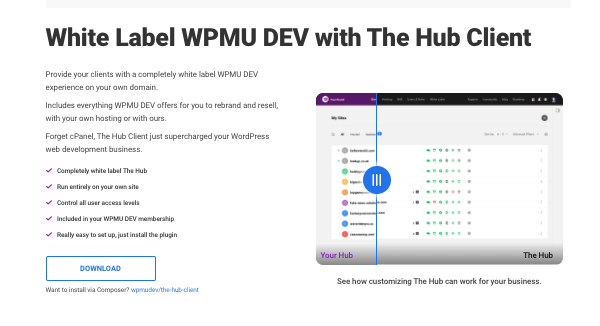 White Label WPMU DEV with The Hub Client
Provide your clients with a completely white label WPMU DEV
experience on your own domain.
Includes everything WPMU DEV offers for you to rebrand and resell,
with your own hosting or with ours.
Forget cPanel, The Hub Client just supercharged your WordPress
web development business.
Completely white label The Hub
Run entirely on your own site
Control all user access levels
Included in your WPMU DEV membership
Really easy to set up, just install the plugin
DOWNLOAD
Want to install via Composer? wpmudev/the-hub-client
My Sites
Your Hub
The Hub
See how customizing The Hub can work for your business.